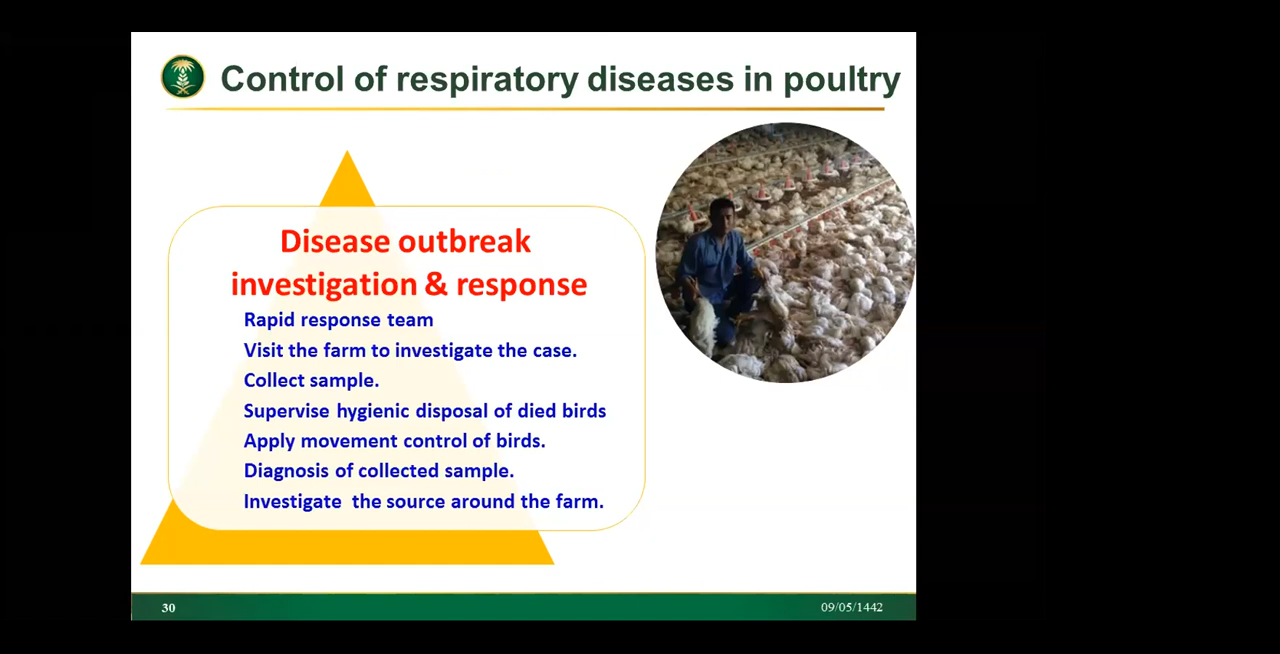 Control of respiratory diseases in poultry
Disease outbreak
investigation & response
Rapid response team
Visit the farm to investigate the case.
Collect sample.
Supervise hygienic disposal of died birds
Apply movement control of birds.
Diagnosis of collected sample.
Investigate  the source around the farm.
30
09/05/1442